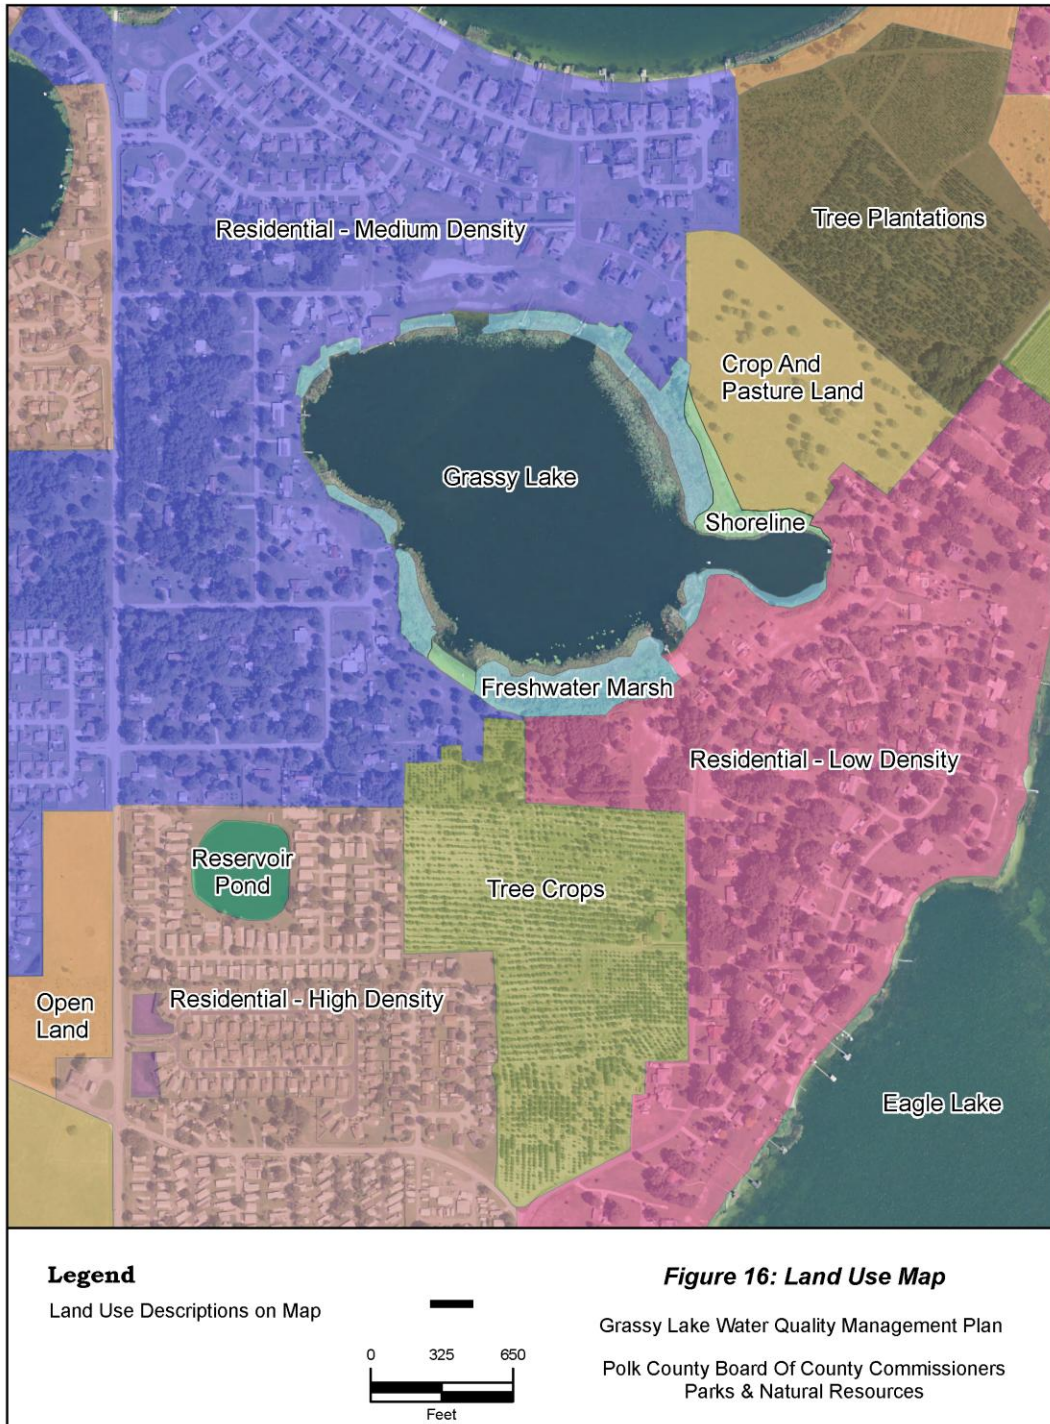 Residential - Medium Density
Tree Plantations
Crop And
Pasture Land
Grassy Lake
Shoreline
Freshwater Marsh
Residential - Low Density
Reservoir
Pond
Tree Crops
Open
Land
Residential - High Density
Eagle Lake
Legend
Land Use Descriptions on Map
0 325 650
Feet
Figure 16: Land Use Map
Grassy Lake Water Quality Management Plan
Polk County Board Of County Commissioners
Parks & Natural Resources